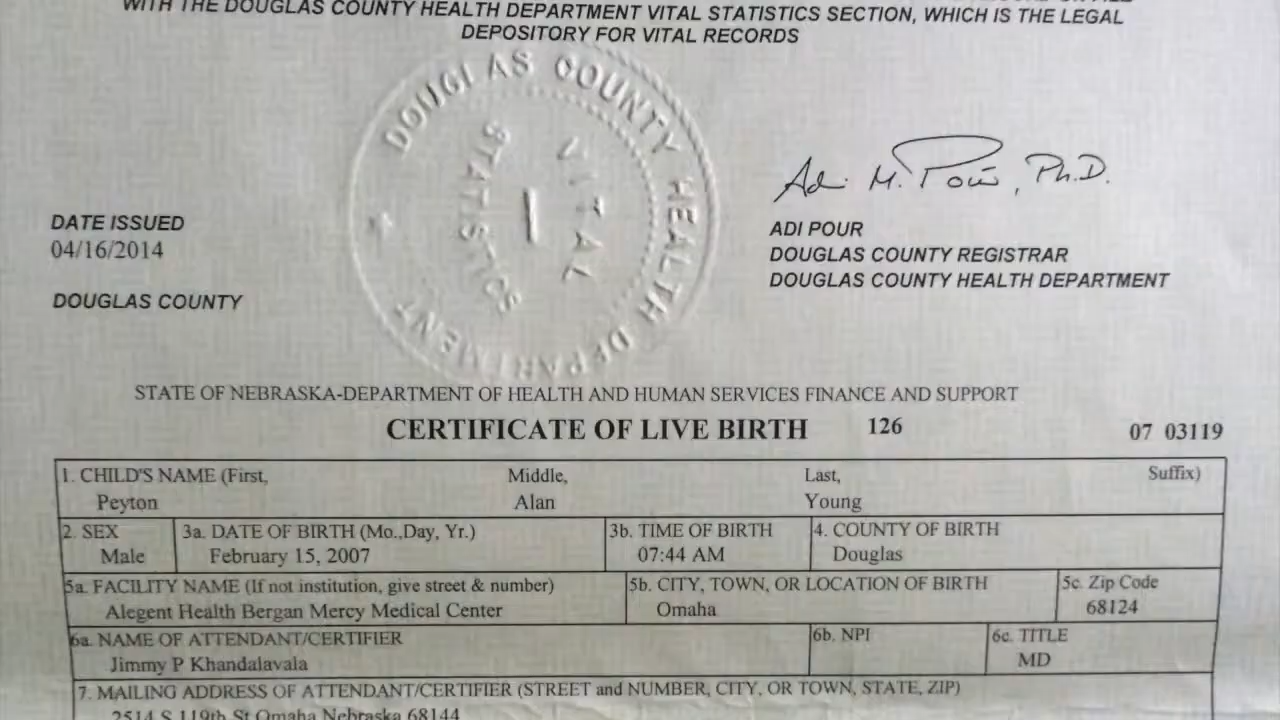 WITH THE DOUGLAS COUNTY HEALTH DEPARTMENT VITAL STATISTICS SECTION, WHICH IS THE LEGAL
DEPOSITORY FOR VITAL RECORDS
DOUGLAS COUNTY HEALTH DEPARTMENT
VITAL
STATISTICS
Adi M. Pour, Ph.D.
DATE ISSUED
04/16/2014
DOUGLAS COUNTY
ADI POUR
DOUGLAS COUNTY REGISTRAR
DOUGLAS COUNTY HEALTH DEPARTMENT
STATE OF NEBRASKA-DEPARTMENT OF HEALTH AND HUMAN SERVICES FINANCE AND SUPPORT
CERTIFICATE OF LIVE BIRTH 126 07 03119
1. CHILD'S NAME (First, Middle, Last, Suffix)
Peyton Alan Young
2. SEX 3a. DATE OF BIRTH (Mo.,Day, Yr.) 3b. TIME OF BIRTH 4. COUNTY OF BIRTH
Male February 15, 2007 07:44 AM Douglas
5a. FACILITY NAME (If not institution, give street & number) 5b. CITY, TOWN, OR LOCATION OF BIRTH 5c. Zip Code
Alegent Health Bergan Mercy Medical Center Omaha 68124
6a. NAME OF ATTENDANT/CERTIFIER 6b. NPI 6c. TITLE
Jimmy P Khandalavala MD
7. MAILING ADDRESS OF ATTENDANT/CERTIFIER (STREET and NUMBER, CITY, OR TOWN, STATE, ZIP)
2514 S 119th St Omaha Nebraska 68144